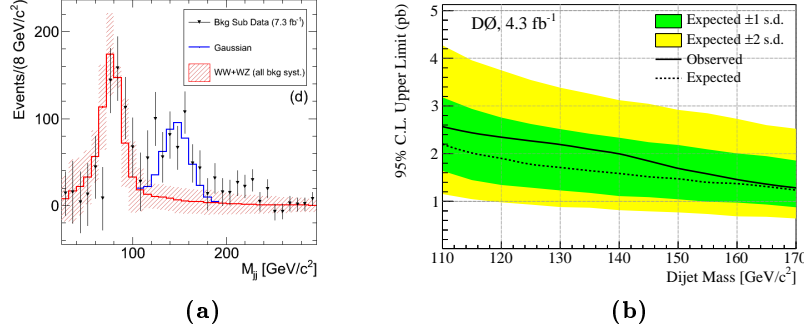 Events/(8 GeV/c²)
200
100
0
100
200
M_jj [GeV/c²]
Bkg Sub Data (7.3 fb⁻¹)
Gaussian
WW+WZ (all bkg syst.)
(d)
(a)
95% C.L. Upper Limit (pb)
5
4
3
2
1
DØ, 4.3 fb⁻¹
Expected ±1 s.d.
Expected ±2 s.d.
Observed
Expected
110 120 130 140 150 160 170
Dijet Mass [GeV/c²]
(b)